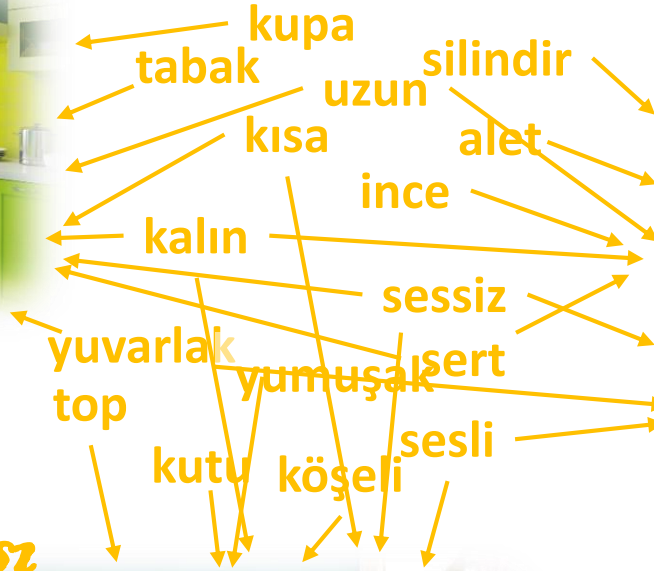 kupa
tabak
silindir
uzun
kısa
alet
ince
kalın
sessiz
yuvarlak
sert
yumuşak
top
sesli
kutu
köşeli